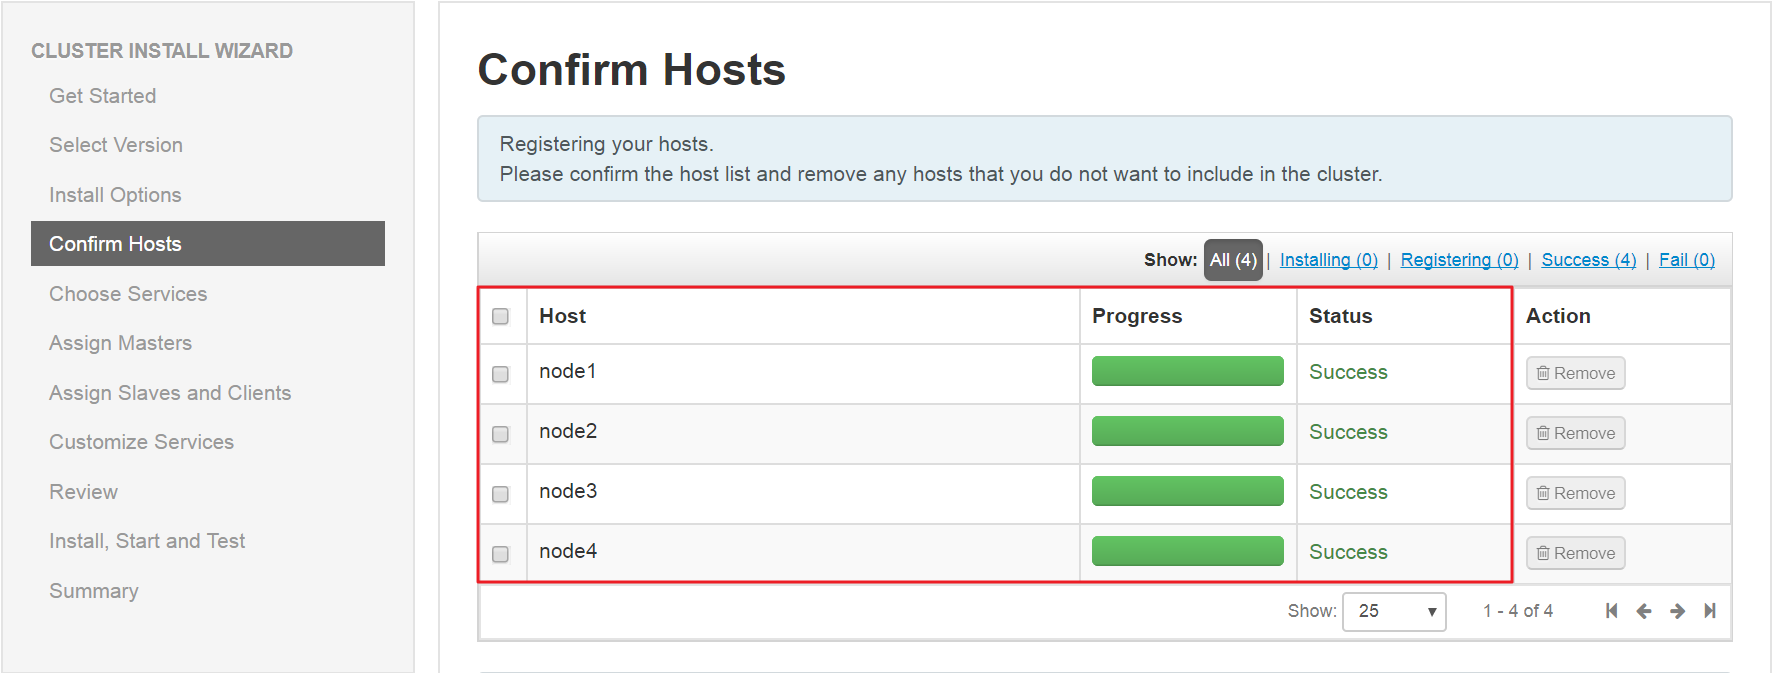 CLUSTER INSTALL WIZARD
Get Started
Select Version
Install Options
Confirm Hosts
Choose Services
Assign Masters
Assign Slaves and Clients
Customize Services
Review
Install, Start and Test
Summary
Confirm Hosts
Registering your hosts.
Please confirm the host list and remove any hosts that you do not want to include in the cluster.
Show: All (4) | Installing (0) | Registering (0) | Success (4) | Fail (0)
Host Progress Status Action
node1 Success Remove
node2 Success Remove
node3 Success Remove
node4 Success Remove
Show: 25 1 - 4 of 4